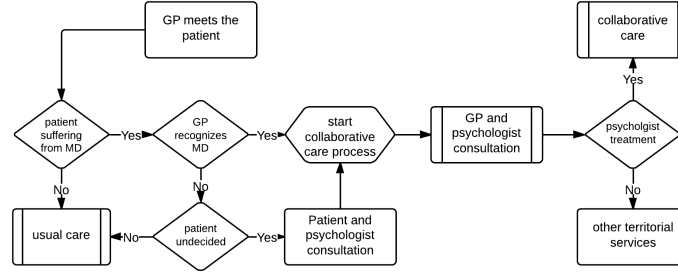 GP meets the
patient
collaborative
care
Yes
patient
suffering
from MD
Yes
GP
recognizes
MD
Yes
start
collaborative
care process
GP and
psychologist
consultation
psycholgist
treatment
No
No
No
usual care
No
patient
undecided
Yes
Patient and
psychologist
consultation
other territorial
services